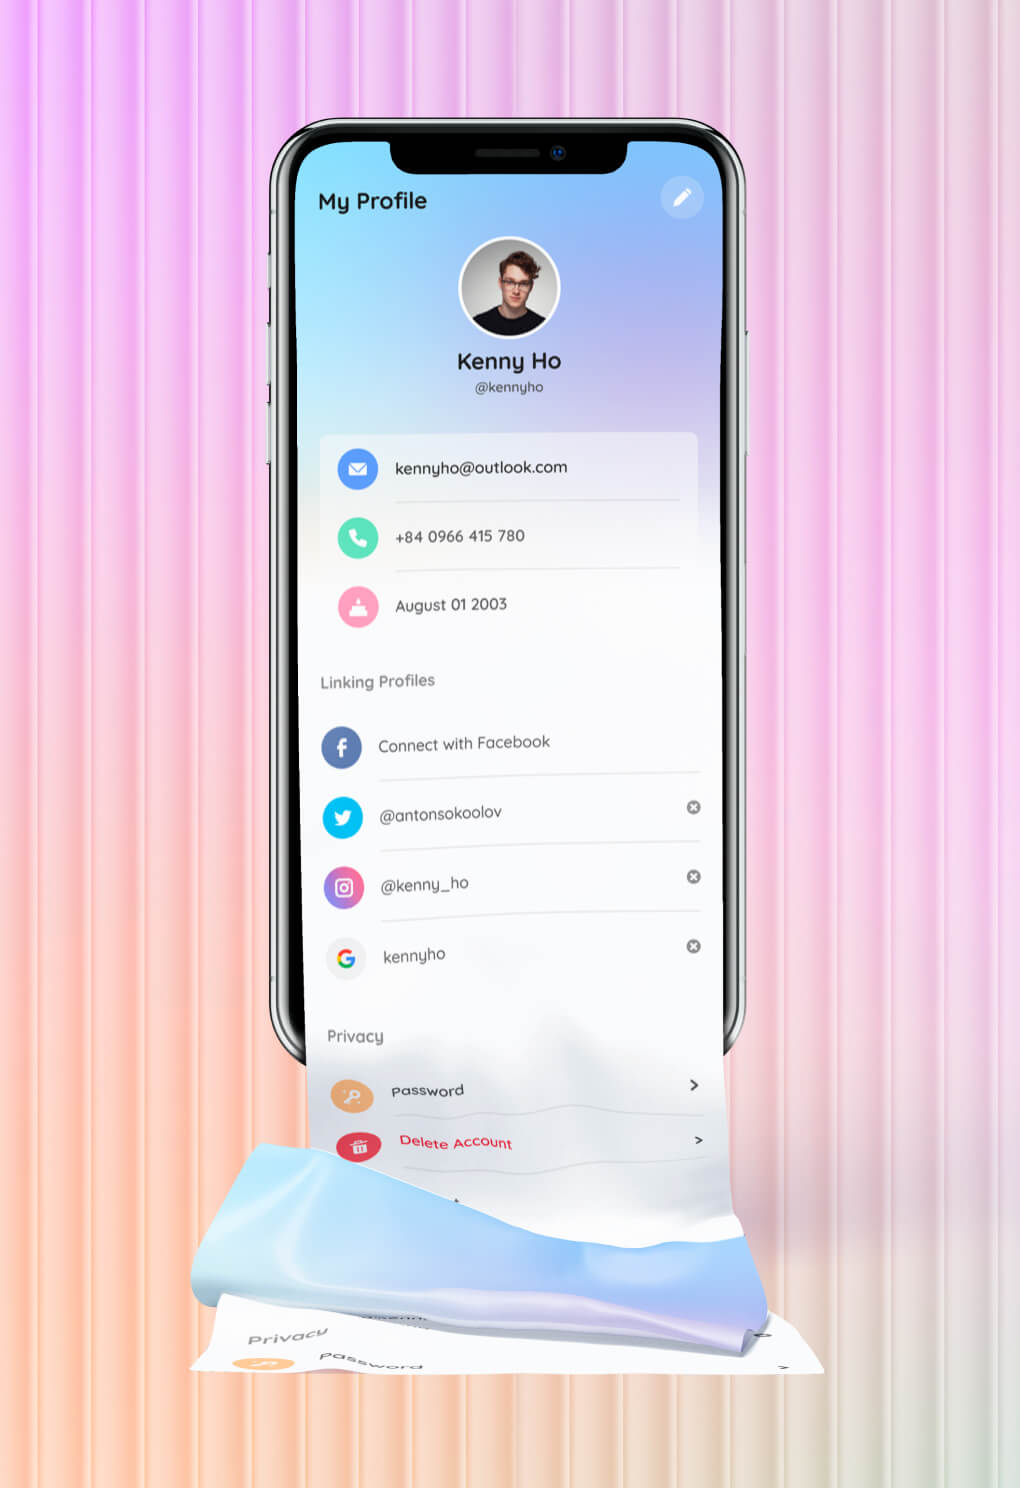 My Profile
Kenny Ho
@kennyho
kennyho@outlook.com
+84 0966 415 780
August 01 2003
Linking Profiles
Connect with Facebook
@antonsokoolov
@kenny_ho
kennyho
Privacy
Password
Delete Account
Privacy
Password